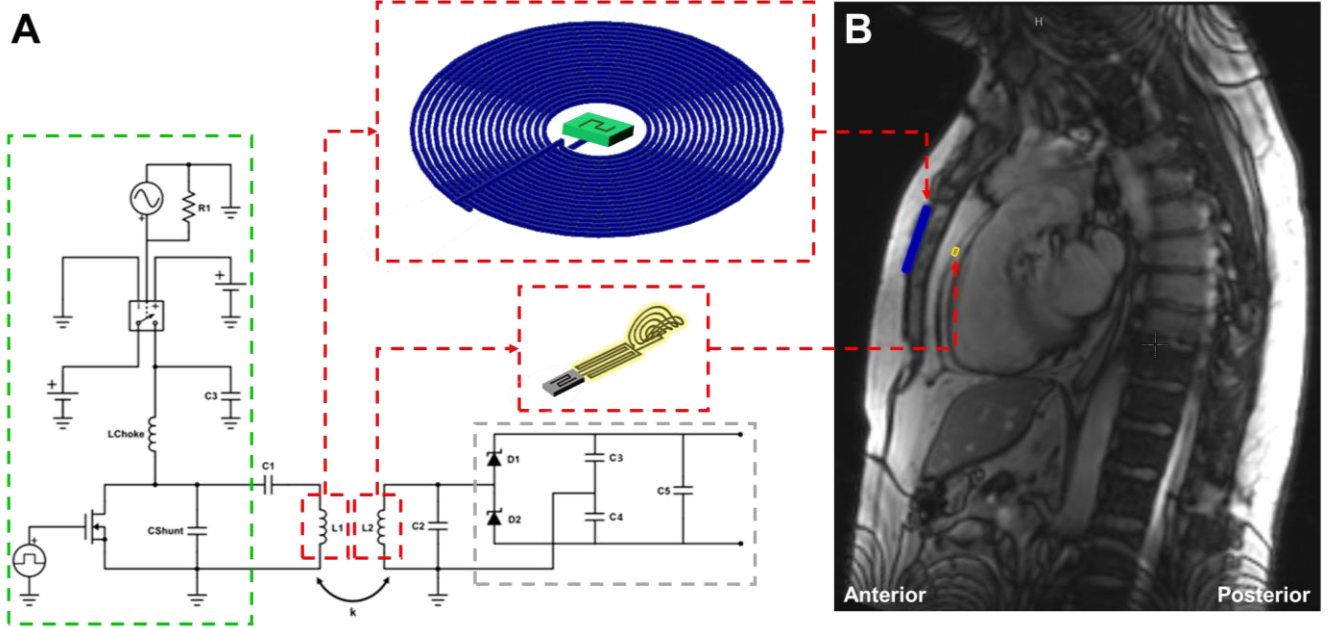 A
B
H
R1
+
+
+
C3
LChoke
C1
D1
C3
CShunt
L1
L2
C2
C5
D2
C4
+
k
Anterior
Posterior